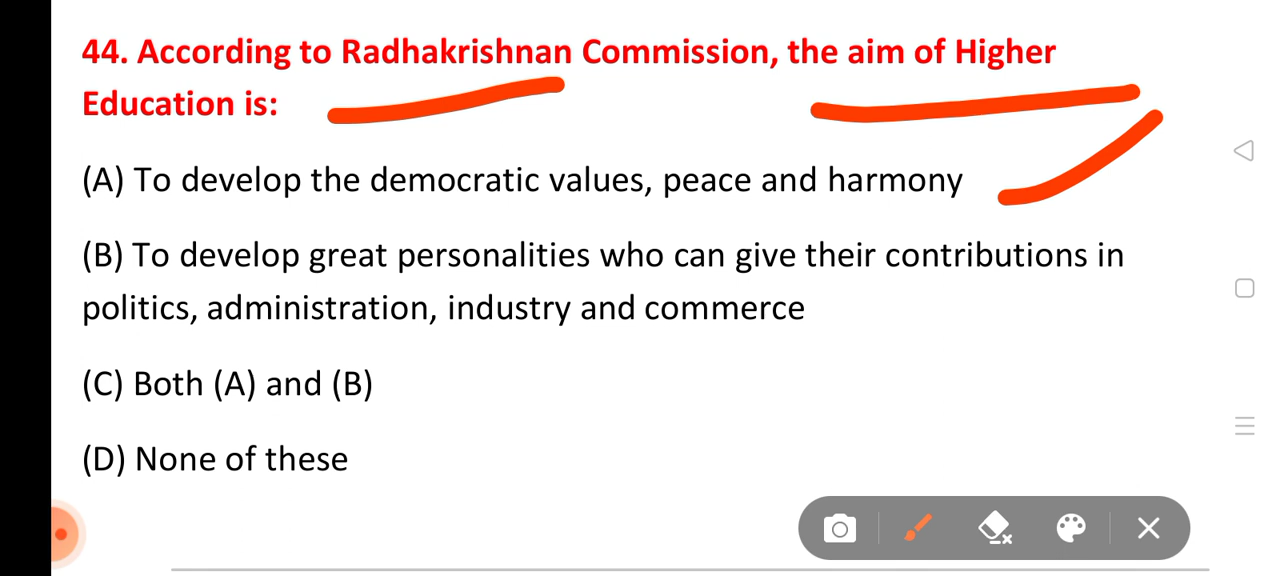 44. According to Radhakrishnan Commission, the aim of Higher
Education is:
(A) To develop the democratic values, peace and harmony
(B) To develop great personalities who can give their contributions in
politics, administration, industry and commerce
(C) Both (A) and (B)
(D) None of these